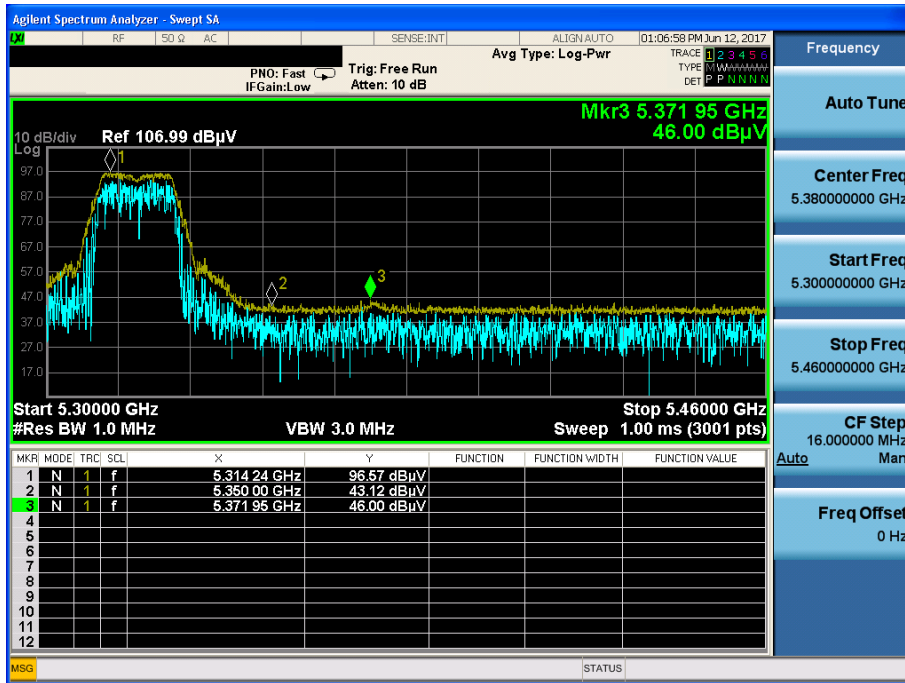 Agilent Spectrum Analyzer - Swept SA
LXI RF 50 Ω AC SENSE:INT ALIGN AUTO 01:06:58 PM Jun 12, 2017
PNO: Fast Trig: Free Run Avg Type: Log-Pwr TRACE 1 2 3 4 5 6
IFGain:Low Atten: 10 dB TYPE M W
DET P P N N N N
Frequency
Mkr3 5.371 95 GHz
46.00 dBµV
10 dB/div Ref 106.99 dBµV
Log
97.0
87.0
77.0
67.0
57.0
47.0
37.0
27.0
17.0
1
2
3
Start 5.30000 GHz Stop 5.46000 GHz
#Res BW 1.0 MHz VBW 3.0 MHz Sweep 1.00 ms (3001 pts)
MKR MODE TRC SCL X Y FUNCTION FUNCTION WIDTH FUNCTION VALUE
1 N 1 f 5.314 24 GHz 96.57 dBµV
2 N 1 f 5.350 00 GHz 43.12 dBµV
3 N 1 f 5.371 95 GHz 46.00 dBµV
4
5
6
7
8
9
10
11
12
Auto Tune
Center Freq
5.380000000 GHz
Start Freq
5.300000000 GHz
Stop Freq
5.460000000 GHz
CF Step
16.000000 MHz
Auto Man
Freq Offset
0 Hz
MSG STATUS